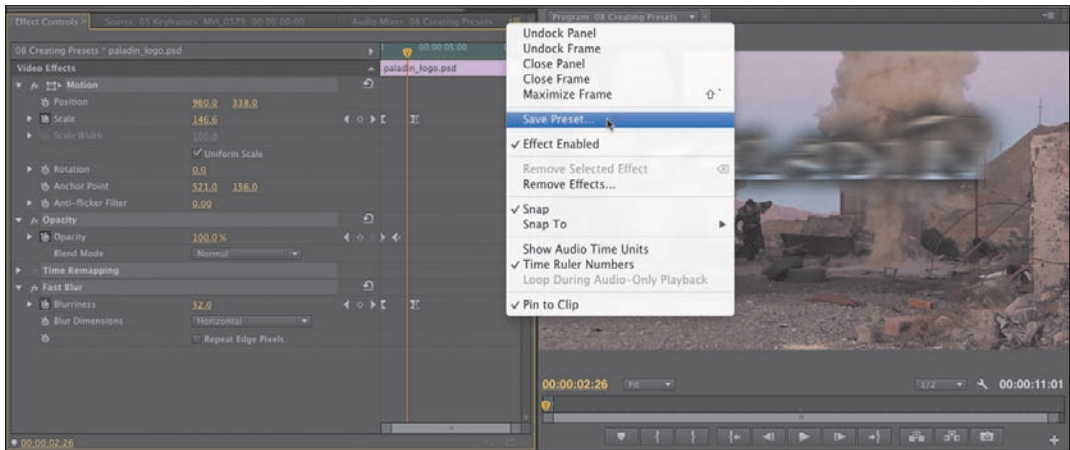 Effect Controls × Source: 05 Keyframes: MVI_0579: 00:00:00:00 Audio Mixer: 08 Creating Presets
08 Creating Presets * paladin_logo.psd
00:00:05:00
Video Effects
paladin_logo.psd
fx Motion
Position 960.0 338.0
Scale 146.6
Scale Width 100.0
✓ Uniform Scale
Rotation 0.0
Anchor Point 521.0 156.0
Anti-flicker Filter 0.00
fx Opacity
Opacity 100.0 %
Blend Mode Normal
Time Remapping
fx Fast Blur
Blurriness 52.0
Blur Dimensions Horizontal
Repeat Edge Pixels
00:00:02:26
Undock Panel
Undock Frame
Close Panel
Close Frame
Maximize Frame ⇧`
Save Preset...
✓ Effect Enabled
Remove Selected Effect ⌫
Remove Effects...
✓ Snap
Snap To
Show Audio Time Units
✓ Time Ruler Numbers
Loop During Audio-Only Playback
✓ Pin to Clip
Program: 08 Creating Presets ×
00:00:02:26 Fit 1/2 00:00:11:01